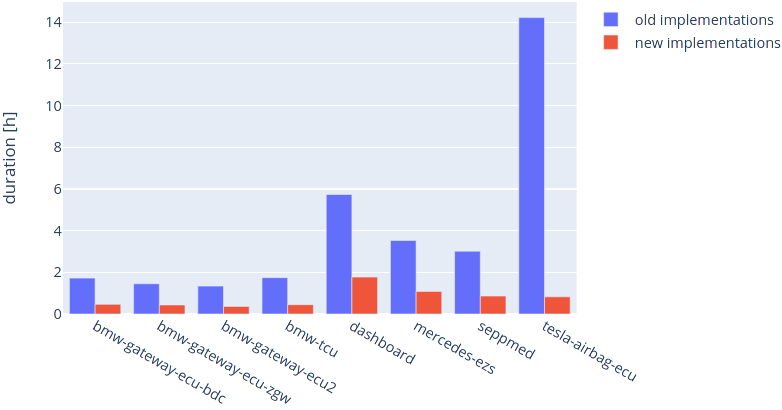 old implementations
new implementations
duration [h]
14
12
10
8
6
4
2
0
bmw-gateway-ecu-bdc
bmw-gateway-ecu-zgw
bmw-gateway-ecu2
bmw-tcu
dashboard
mercedes-ezs
seppmed
tesla-airbag-ecu